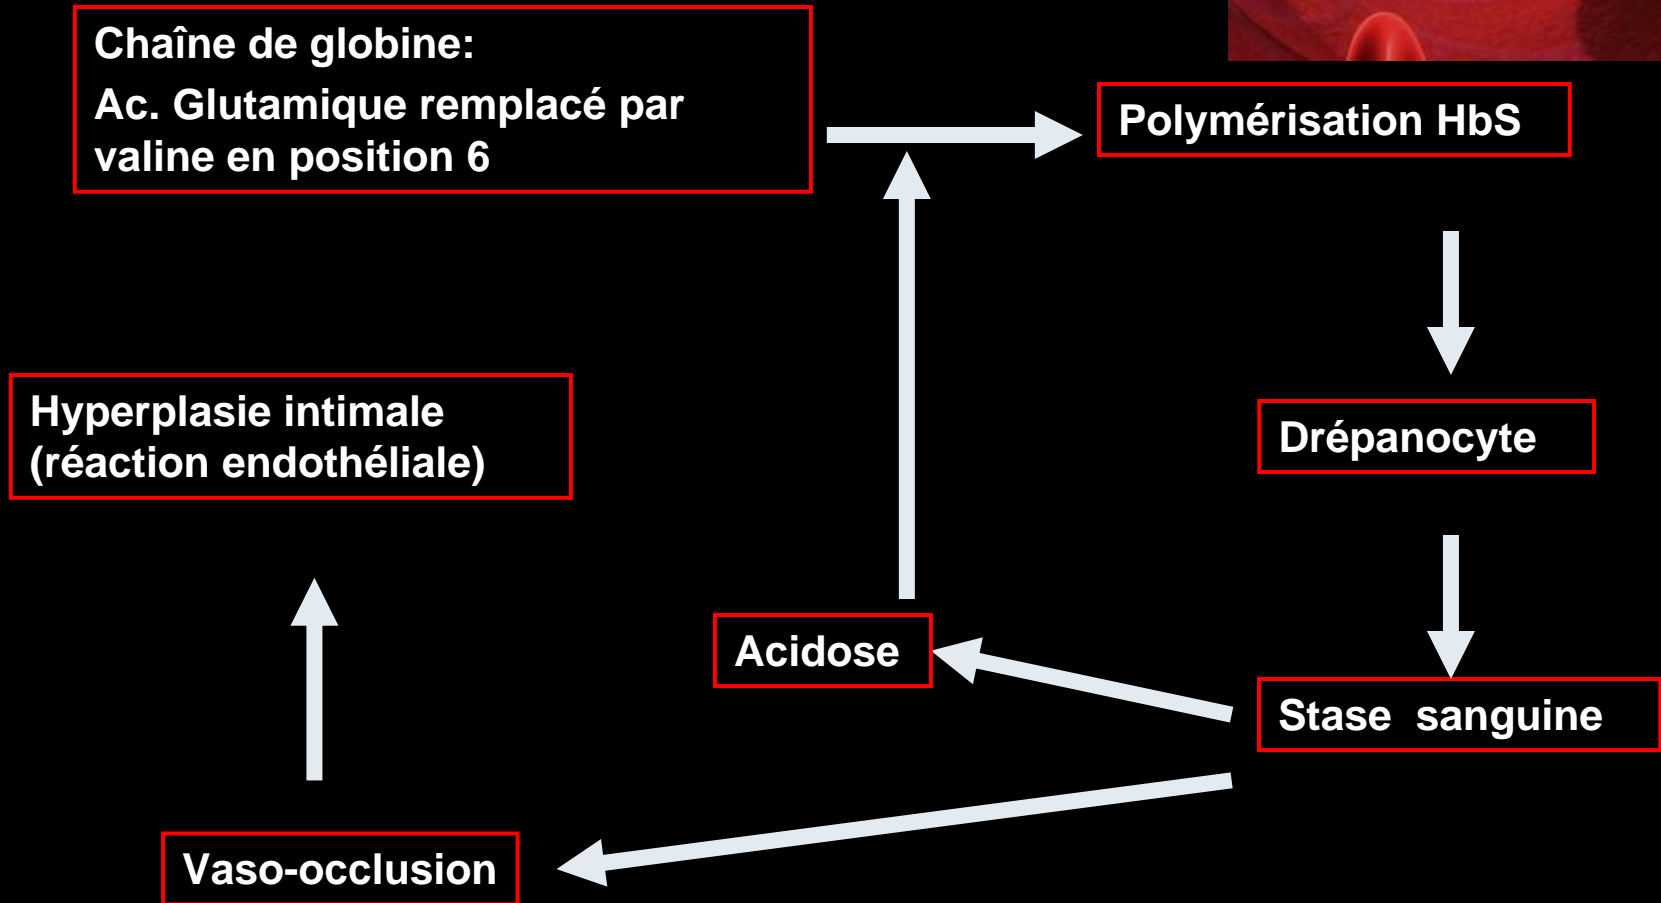 Chaîne de globine:
Ac. Glutamique remplacé par
valine en position 6
Polymérisation HbS
Hyperplasie intimale
(réaction endothéliale)
Drépanocyte
Acidose
Stase sanguine
Vaso-occlusion